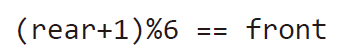 (rear+1)%6 == front